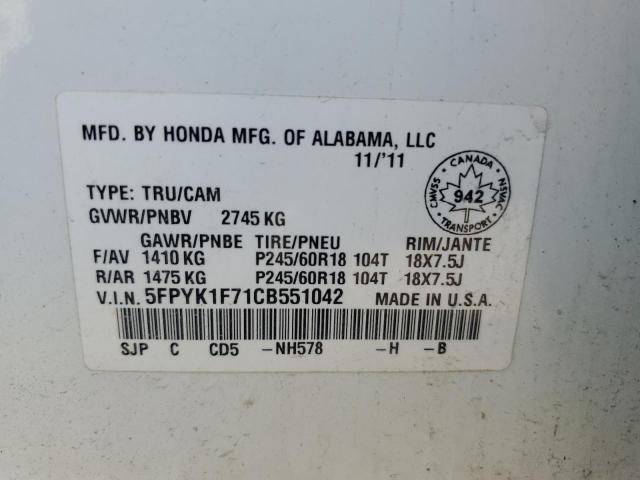 MFD. BY HONDA MFG. OF ALABAMA, LLC
11/'11
CANADA
CMVSS 942 NSVAC
TRANSPORT
TYPE: TRU/CAM
GVWR/PNBV 2745 KG
GAWR/PNBE TIRE/PNEU RIM/JANTE
F/AV 1410 KG P245/60R18 104T 18X7.5J
R/AR 1475 KG P245/60R18 104T 18X7.5J
V.I.N. 5FPYK1F71CB551042 MADE IN U.S.A.
SJP C CD5 -NH578 -H -B